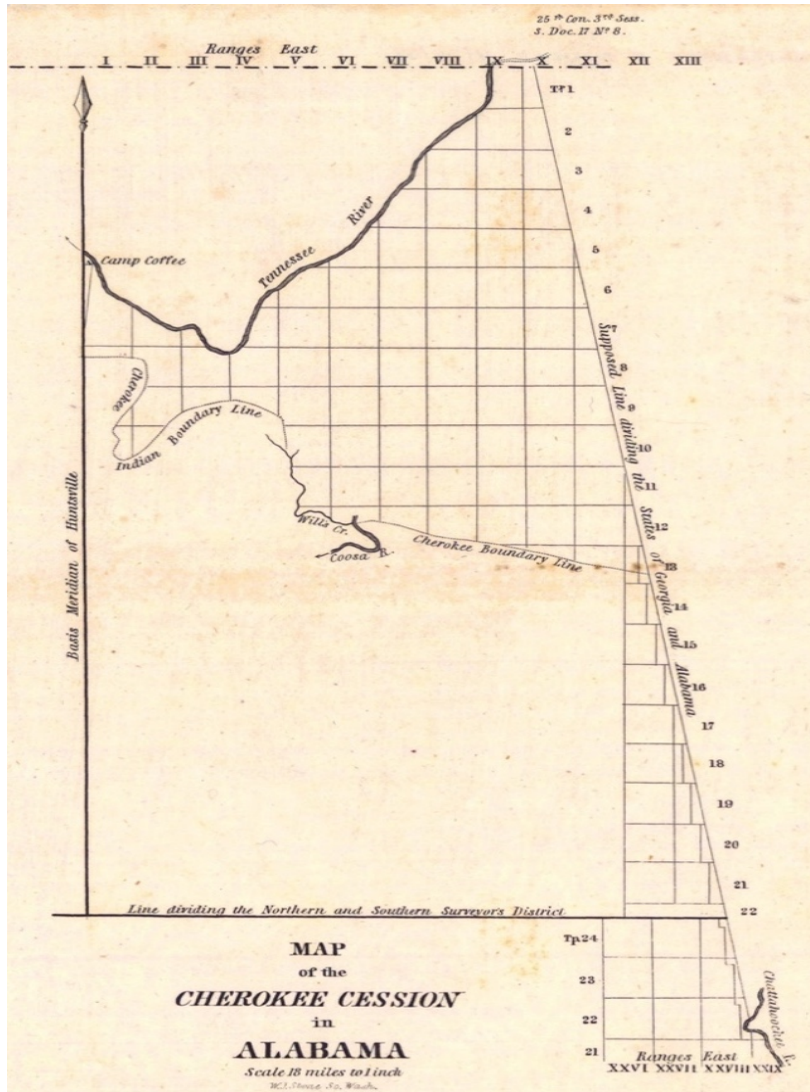 25th Con. 3rd Sess.
S. Doc. 17 No 8.
Ranges East
I II III IV V VI VII VIII IX X XI XII XIII
Tp 1
2
3
4
5
6
7
8
9
10
11
12
13
14
15
16
17
18
19
20
21
22
Camp Coffee
Tennessee River
Cherokee
Indian Boundary Line
Wills Cr.
Coosa R.
Cherokee Boundary Line
Supposed Line dividing the States of Georgia and Alabama
Basis Meridian of Huntsville
Line dividing the Northern and Southern Surveyor's District
MAP
of the
CHEROKEE CESSION
in
ALABAMA
Scale 18 miles to 1 inch
Tp. 24
23
22
21
Ranges East
XXVI XXVII XXVIII XXIX